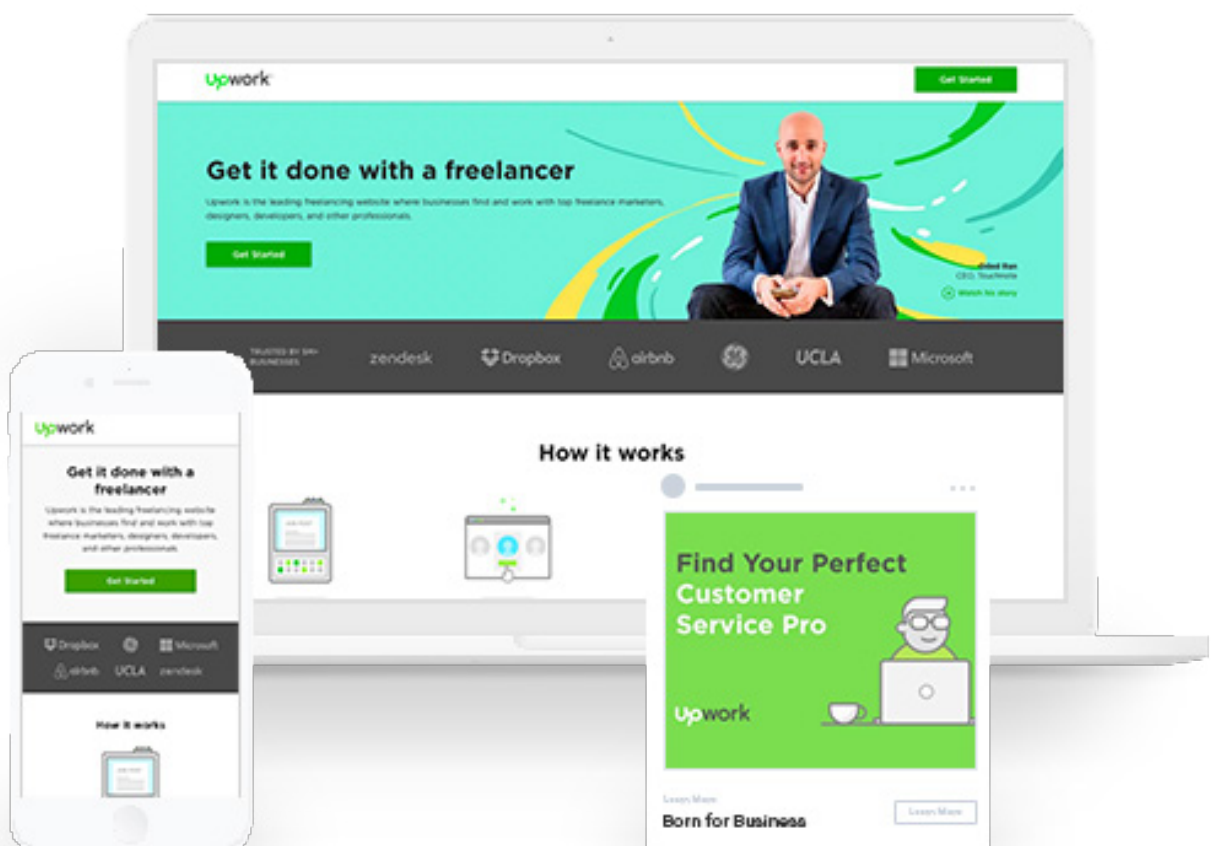 Upwork
Get Started
Get it done with a freelancer
Upwork is the leading freelancing website where businesses find and work with top freelance marketers,
designers, developers, and other professionals.
Get Started
Oded Ran
CEO, TouchNote
Watch his story
TRUSTED BY 5M+
BUSINESSES
zendesk
Dropbox
airbnb
UCLA
Microsoft
How it works
Upwork
Get it done with a
freelancer
Upwork is the leading freelancing website
where businesses find and work with top
freelance marketers, designers, developers,
and other professionals.
Get Started
Dropbox
Microsoft
airbnb
UCLA
zendesk
How it works
Find Your Perfect
Customer
Service Pro
Upwork
Learn More
Born for Business
Learn More